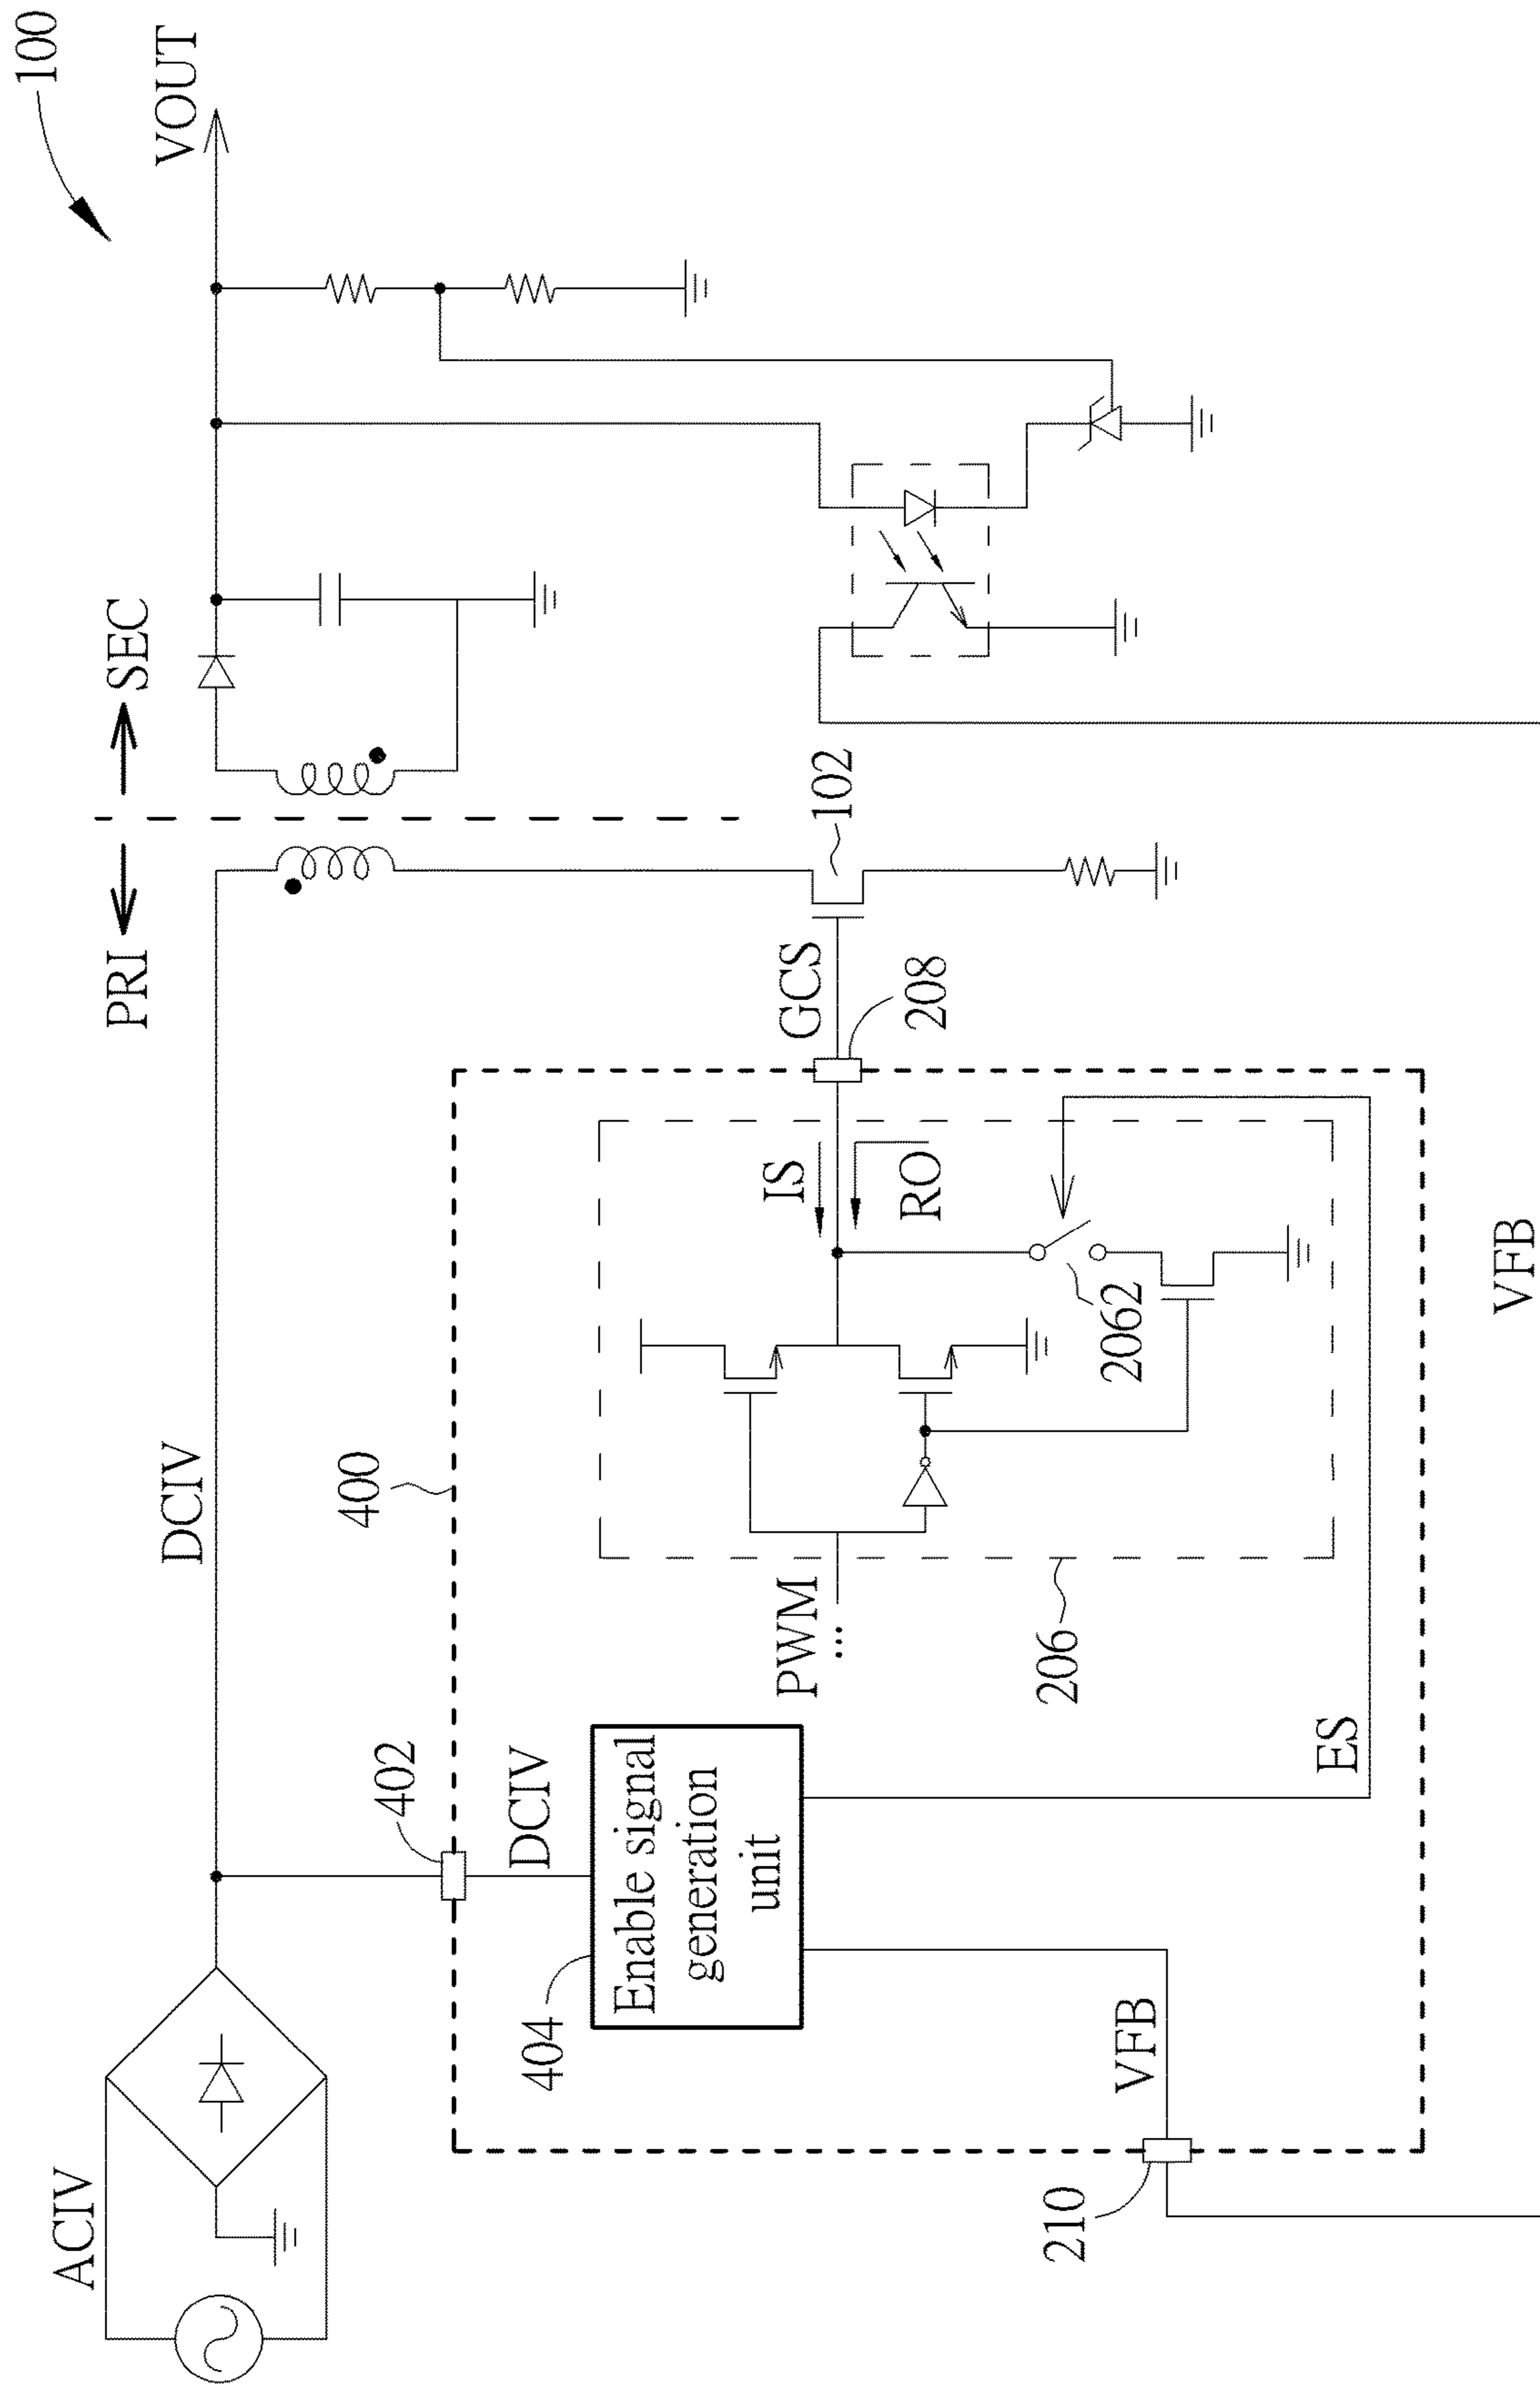 100
VOUT
PRI
SEC
ACIV
DCIV
400
402
DCIV
404
Enable signal
generation
unit
PWM
...
206
IS
RO
2062
GCS
208
102
ES
VFB
210
VFB